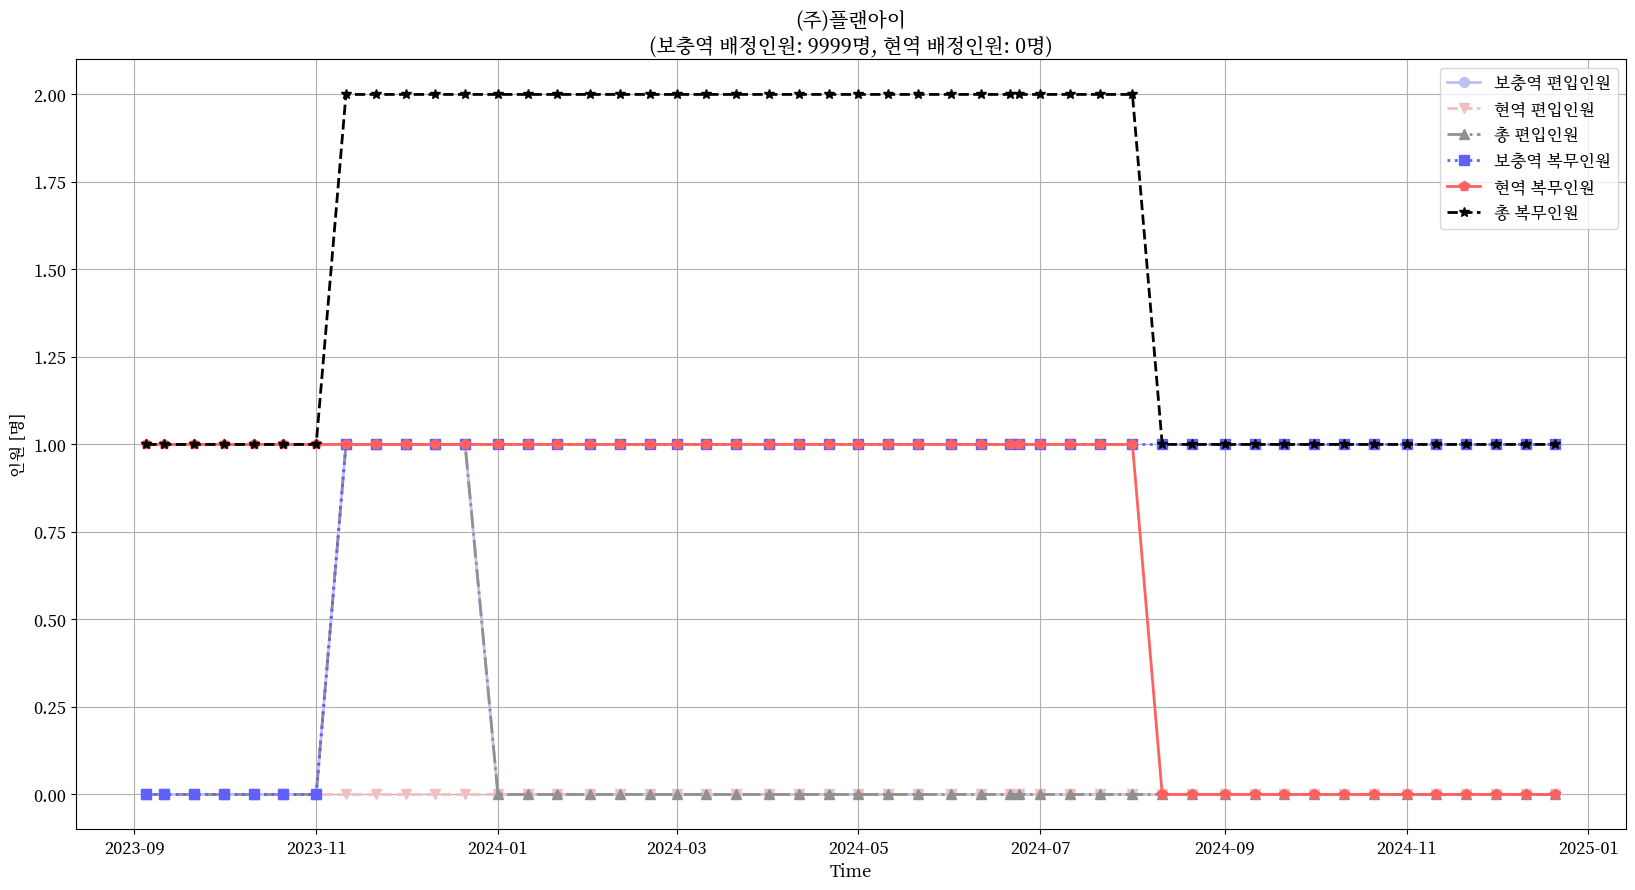 (주)플랜아이
(보충역 배정인원: 9999명, 현역 배정인원: 0명)
2.00
1.75
1.50
1.25
1.00
0.75
0.50
0.25
0.00
인원 [명]
보충역 편입인원
현역 편입인원
총 편입인원
보충역 복무인원
현역 복무인원
총 복무인원
2023-09
2023-11
2024-01
2024-03
2024-05
2024-07
2024-09
2024-11
2025-01
Time